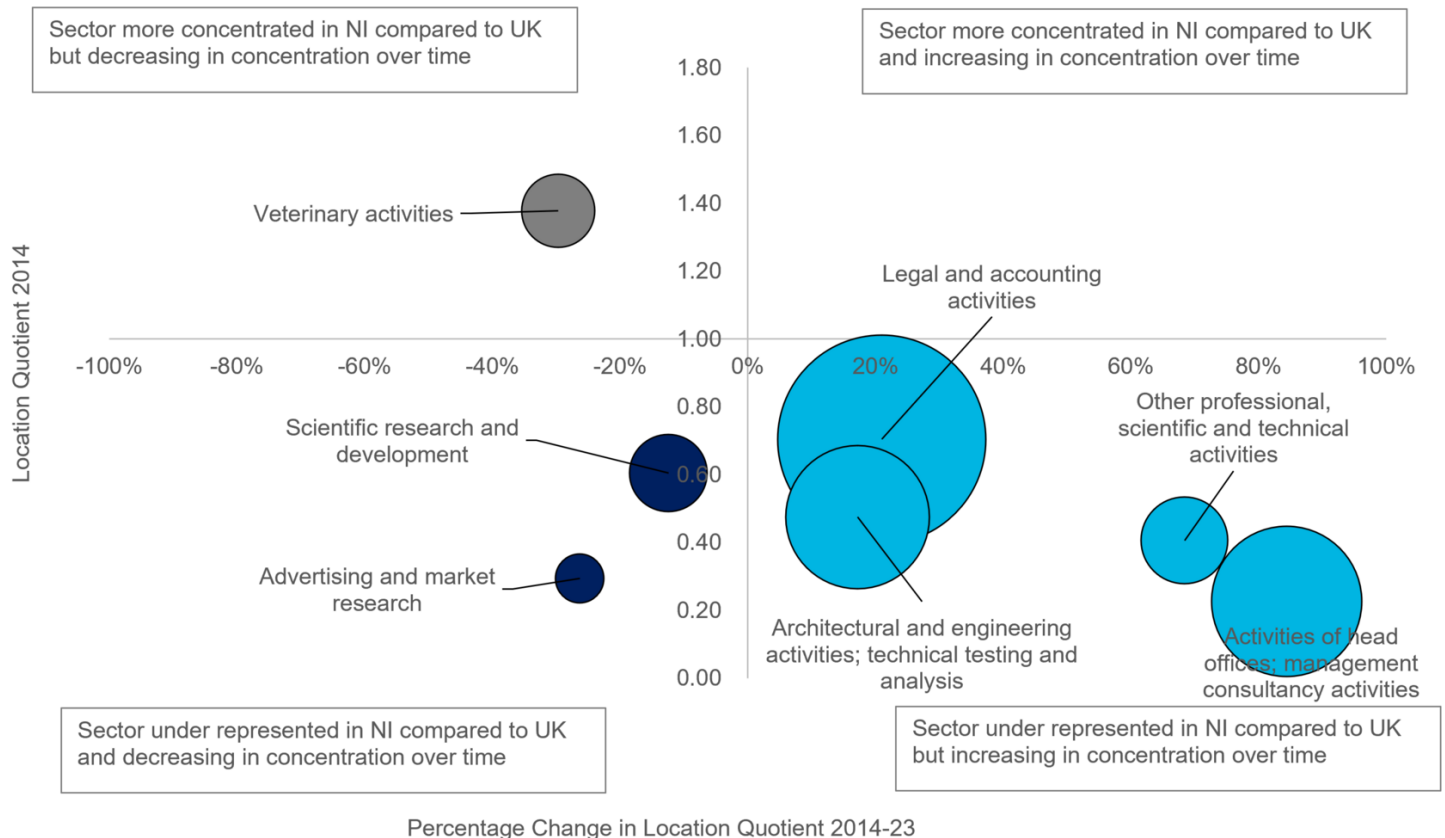 Sector more concentrated in NI compared to UK
but decreasing in concentration over time
Sector more concentrated in NI compared to UK
and increasing in concentration over time
1.80
1.60
1.40
1.20
1.00
0.80
0.60
0.40
0.20
0.00
Location Quotient 2014
-100%
-80%
-60%
-40%
-20%
0%
20%
40%
60%
80%
100%
Veterinary activities
Legal and accounting
activities
Scientific research and
development
Other professional,
scientific and technical
activities
Advertising and market
research
Architectural and engineering
activities; technical testing and
analysis
Activities of head
offices; management
consultancy activities
Sector under represented in NI compared to UK
and decreasing in concentration over time
Sector under represented in NI compared to UK
but increasing in concentration over time
Percentage Change in Location Quotient 2014-23